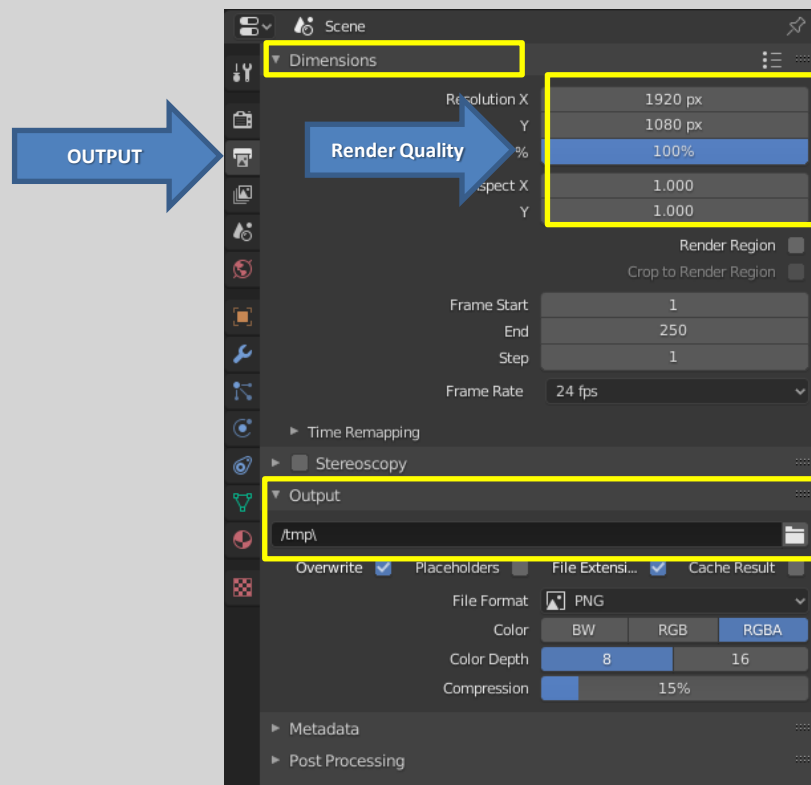 Scene
Dimensions
Resolution X 1920 px
Y 1080 px
OUTPUT
Render Quality
% 100%
Aspect X 1.000
Y 1.000
Render Region
Crop to Render Region
Frame Start 1
End 250
Step 1
Frame Rate 24 fps
Time Remapping
Stereoscopy
Output
/tmp\
Overwrite Placeholders File Extensi... Cache Result
File Format PNG
Color BW RGB RGBA
Color Depth 8 16
Compression 15%
Metadata
Post Processing